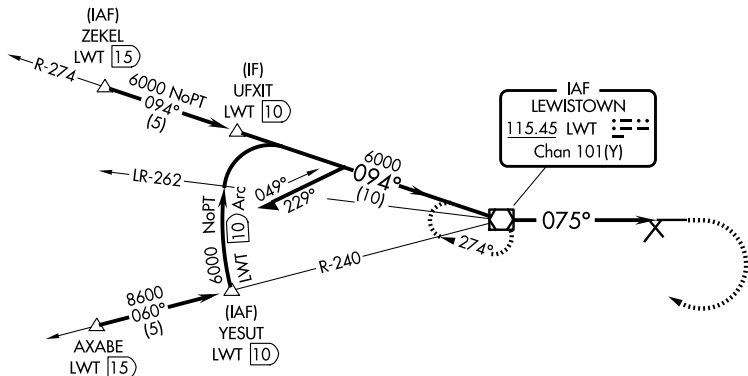 (IAF)
ZEKEL
LWT 15
R-274
6000 NoPT
094°
(5)
(IF)
UFXIT
LWT 10
IAF
LEWISTOWN
115.45 LWT
Chan 101(Y)
6000
094°
(10)
LR-262
049°
229°
6000 NoPT
LWT 10 Arc
075°
274°
R-240
8600
060°
(5)
(IAF)
YESUT
LWT 10
AXABE
LWT 15